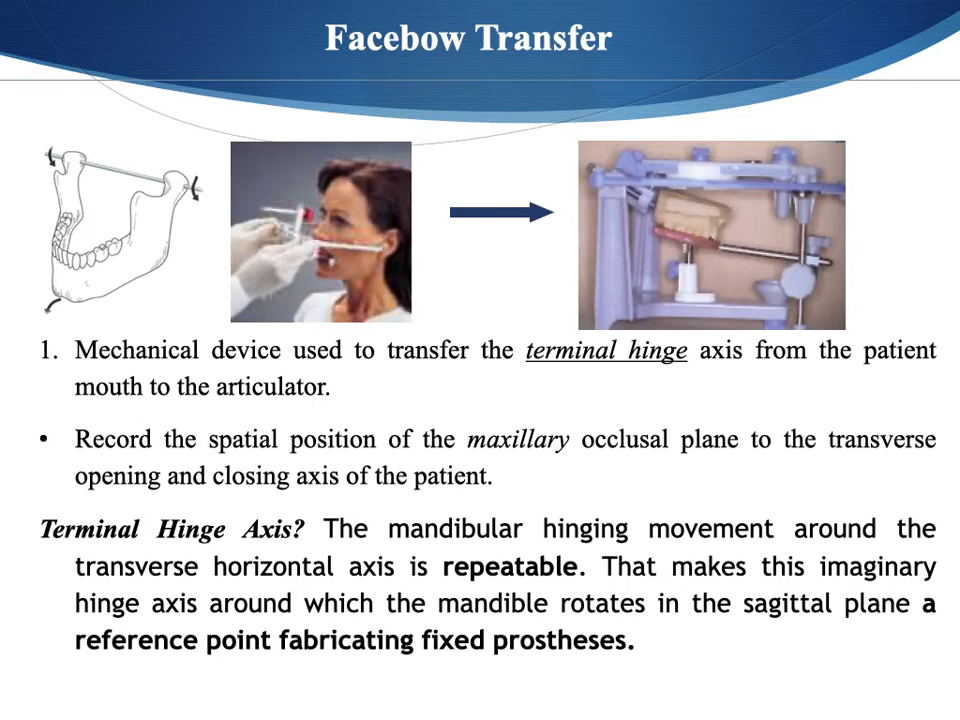 Facebow Transfer
1. Mechanical device used to transfer the terminal hinge axis from the patient
mouth to the articulator.
• Record the spatial position of the maxillary occlusal plane to the transverse
opening and closing axis of the patient.
Terminal Hinge Axis? The mandibular hinging movement around the
transverse horizontal axis is repeatable. That makes this imaginary
hinge axis around which the mandible rotates in the sagittal plane a
reference point fabricating fixed prostheses.